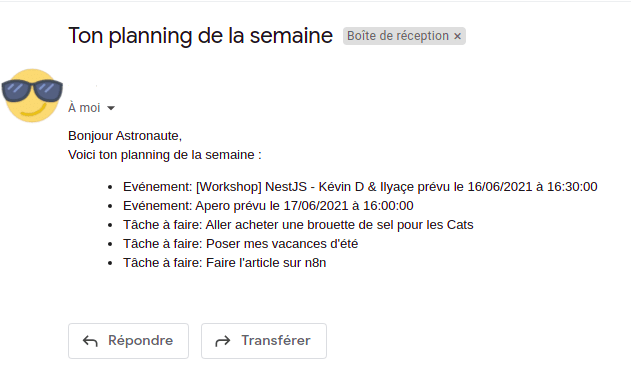 Ton planning de la semaine Boîte de réception ×
À moi
Bonjour Astronaute,
Voici ton planning de la semaine :
Evénement: [Workshop] NestJS - Kévin D & Ilyaçe prévu le 16/06/2021 à 16:30:00
Evénement: Apero prévu le 17/06/2021 à 16:00:00
Tâche à faire: Aller acheter une brouette de sel pour les Cats
Tâche à faire: Poser mes vacances d'été
Tâche à faire: Faire l'article sur n8n
Répondre Transférer